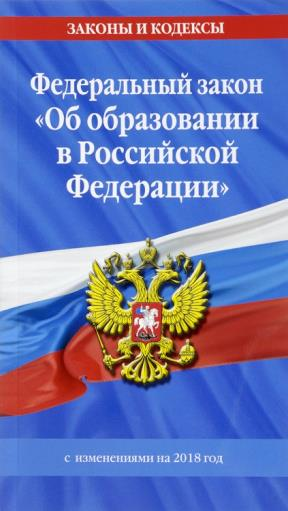 ЗАКОНЫ И КОДЕКСЫ
Федеральный закон
«Об образовании
в Российской
Федерации»
с изменениями на 2018 год